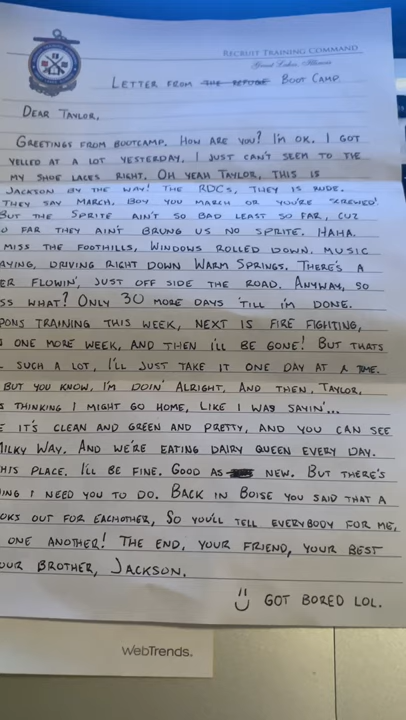 RECRUIT TRAINING COMMAND
Great Lakes, Illinois
LETTER FROM THE REFUGE BOOT CAMP
DEAR TAYLOR,
GREETINGS FROM BOOTCAMP. HOW ARE YOU? I'M OK. I GOT
YELLED AT A LOT YESTERDAY. I JUST CAN'T SEEM TO TIE
MY SHOE LACES RIGHT. OH YEAH TAYLOR, THIS IS
JACKSON BY THE WAY! THE RDCS, THEY IS RUDE.
THEY SAY MARCH, BOY YOU MARCH OR YOU'RE SCREWED!
BUT THE SPRITE AIN'T SO BAD LEAST SO FAR, CUZ
O FAR THEY AIN'T BRUNG US NO SPRITE. HAHA.
MISS THE FOOTHILLS, WINDOWS ROLLED DOWN. MUSIC
AYING, DRIVING RIGHT DOWN WARM SPRINGS. THERE'S A
ER FLOWIN', JUST OFF SIDE THE ROAD. ANYWAY, SO
SS WHAT? ONLY 30 MORE DAYS 'TILL I'M DONE.
PONS TRAINING THIS WEEK, NEXT IS FIRE FIGHTING,
ONE MORE WEEK, AND THEN I'LL BE GONE! BUT THATS
SUCH A LOT, I'LL JUST TAKE IT ONE DAY AT A TIME.
BUT YOU KNOW, I'M DOIN' ALRIGHT, AND THEN, TAYLOR,
S THINKING I MIGHT GO HOME, LIKE I WAS SAYIN'...
E IT'S CLEAN AND GREEN AND PRETTY, AND YOU CAN SEE
MILKY WAY. AND WE'RE EATING DAIRY QUEEN EVERY DAY.
HIS PLACE. I'LL BE FINE. GOOD AS NEW. BUT THERE'S
ING I NEED YOU TO DO. BACK IN BOISE YOU SAID THAT A
OKS OUT FOR EACHOTHER, SO YOU'LL TELL EVERYBODY FOR ME,
ONE ANOTHER! THE END, YOUR FRIEND, YOUR BEST
OUR BROTHER, JACKSON.
GOT BORED LOL.
WebTrends.